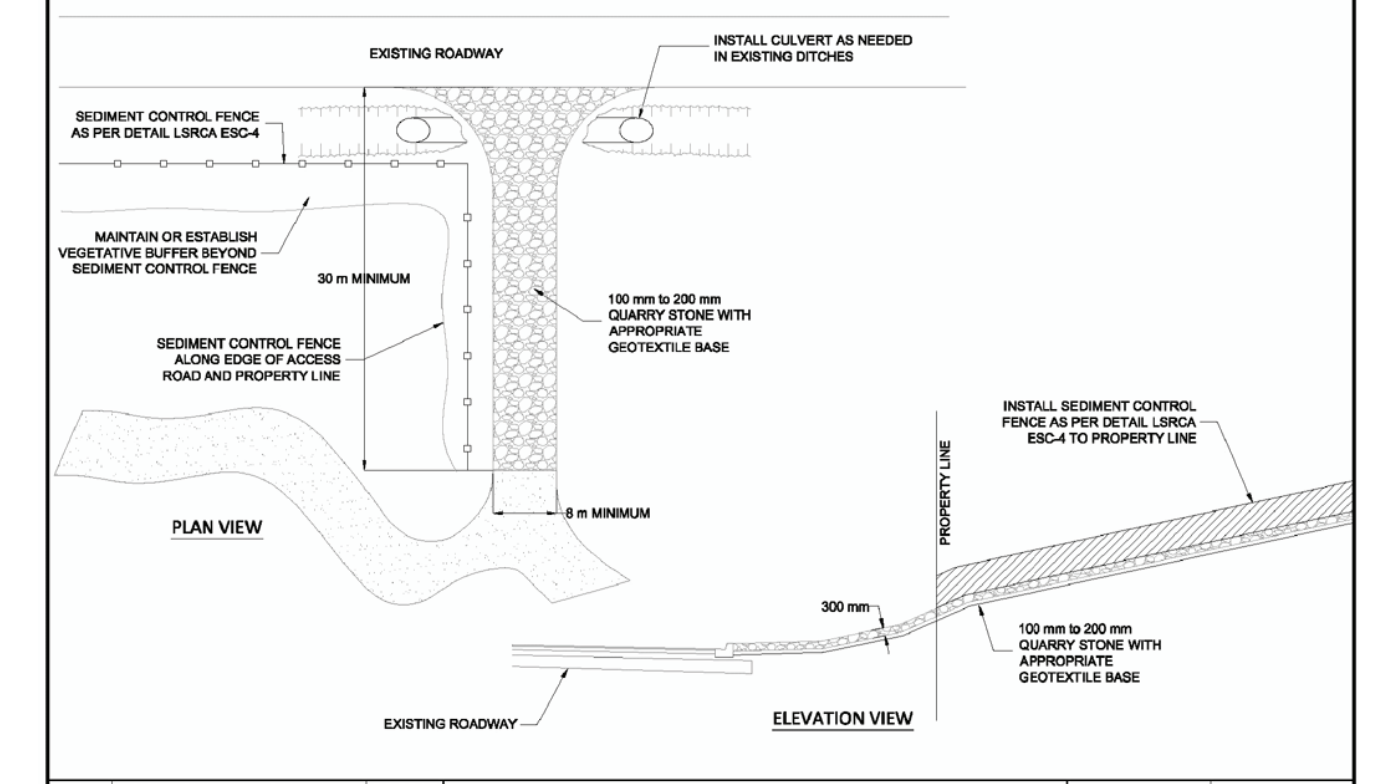 EXISTING ROADWAY
INSTALL CULVERT AS NEEDED
IN EXISTING DITCHES
SEDIMENT CONTROL FENCE
AS PER DETAIL LSRCA ESC-4
MAINTAIN OR ESTABLISH
VEGETATIVE BUFFER BEYOND
SEDIMENT CONTROL FENCE
30 m MINIMUM
100 mm to 200 mm
QUARRY STONE WITH
APPROPRIATE
GEOTEXTILE BASE
SEDIMENT CONTROL FENCE
ALONG EDGE OF ACCESS
ROAD AND PROPERTY LINE
8 m MINIMUM
PLAN VIEW
INSTALL SEDIMENT CONTROL
FENCE AS PER DETAIL LSRCA
ESC-4 TO PROPERTY LINE
PROPERTY LINE
300 mm
100 mm to 200 mm
QUARRY STONE WITH
APPROPRIATE
GEOTEXTILE BASE
EXISTING ROADWAY
ELEVATION VIEW